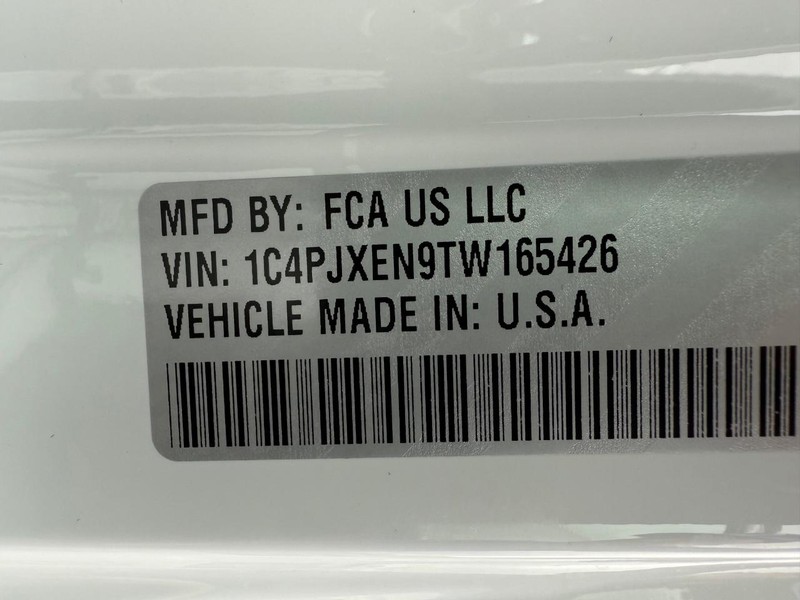 MFD BY: FCA US LLC
VIN: 1C4PJXEN9TW165426
VEHICLE MADE IN: U.S.A.